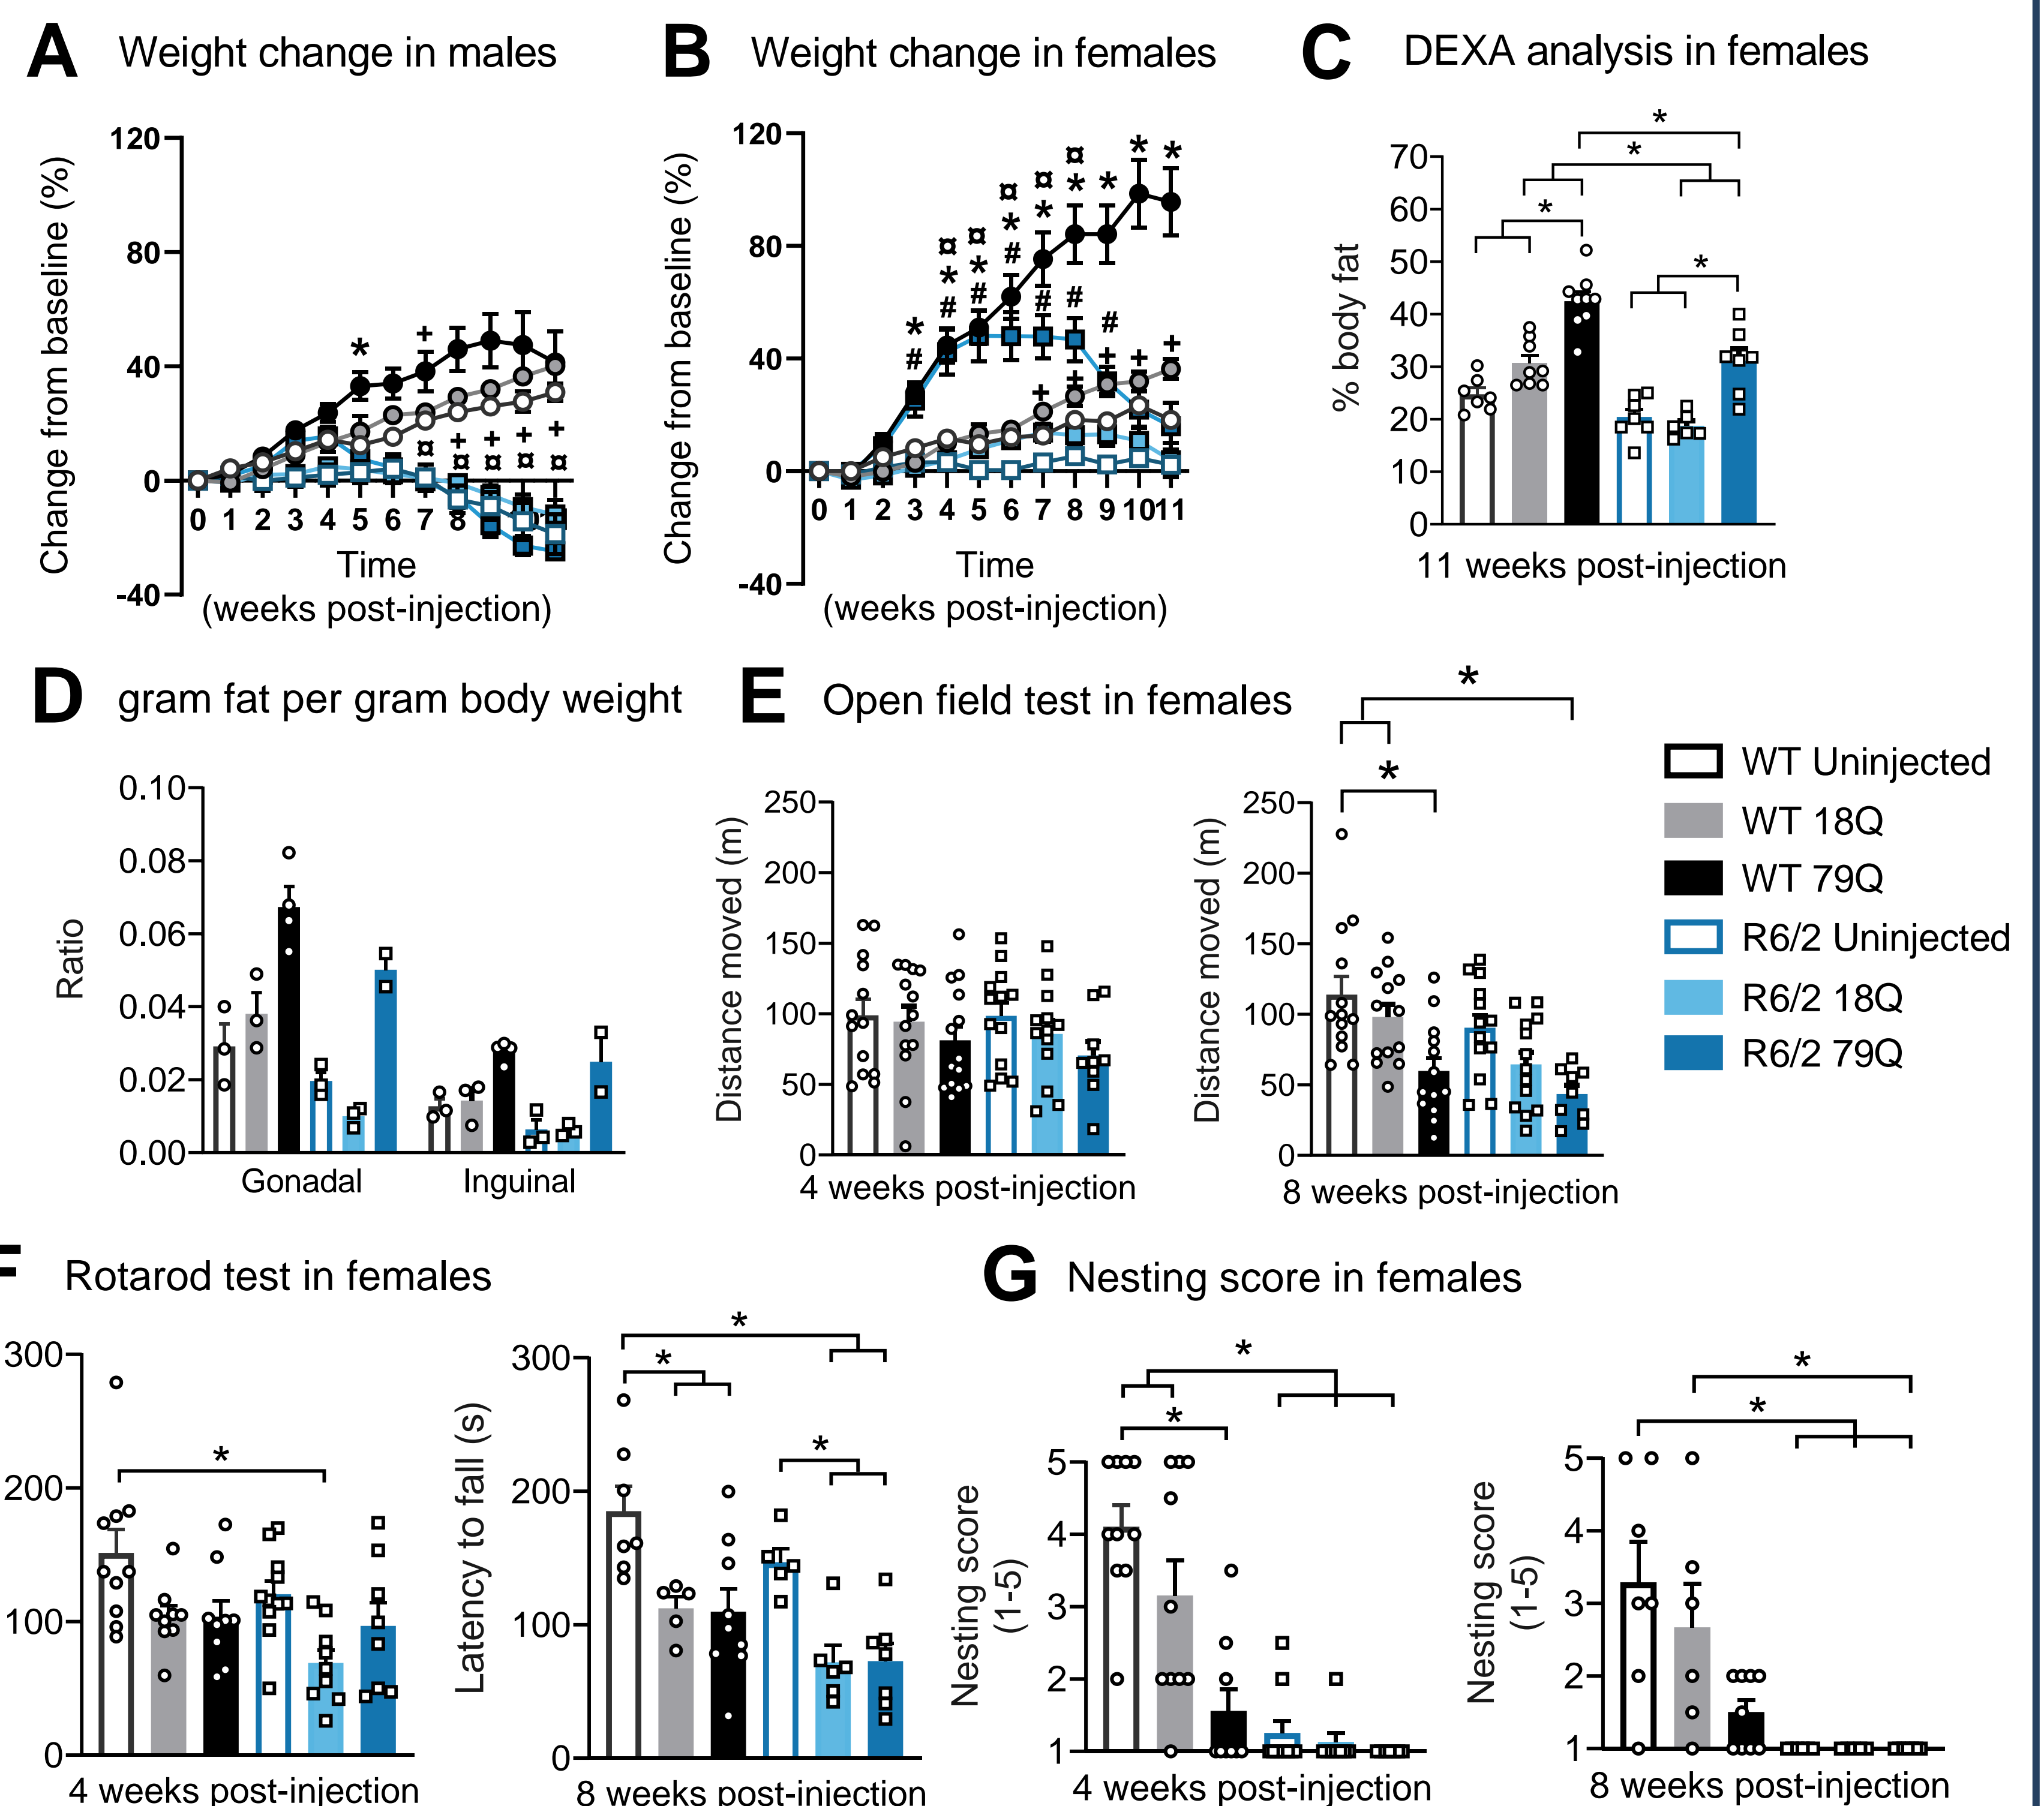 A Weight change in males
B Weight change in females
C DEXA analysis in females
Change from baseline (%)
120
80
40
0
-40
*
+
¤ + + + +
¤ ¤ ¤ ¤
0 1 2 3 4 5 6 7 8
Time
(weeks post-injection)
Change from baseline (%)
120
80
40
0
-40
¤ ¤ ¤ ¤ ¤ * *
* * * * * * *
# # # # # # #
+ + + + +
0 1 2 3 4 5 6 7 8 9 10 11
Time
(weeks post-injection)
% body fat
70
60
50
40
30
20
10
0
*
*
*
*
11 weeks post-injection
D gram fat per gram body weight
Ratio
0.10
0.08
0.06
0.04
0.02
0.00
Gonadal Inguinal
E Open field test in females
Distance moved (m)
250
200
150
100
50
0
4 weeks post-injection
Distance moved (m)
250
200
150
100
50
0
*
*
8 weeks post-injection
WT Uninjected
WT 18Q
WT 79Q
R6/2 Uninjected
R6/2 18Q
R6/2 79Q
F Rotarod test in females
300
200
100
0
*
4 weeks post-injection
Latency to fall (s)
300
200
100
0
*
*
*
8 weeks post-injection
G Nesting score in females
Nesting score
(1-5)
5
4
3
2
1
*
*
4 weeks post-injection
Nesting score
(1-5)
5
4
3
2
1
*
*
8 weeks post-injection